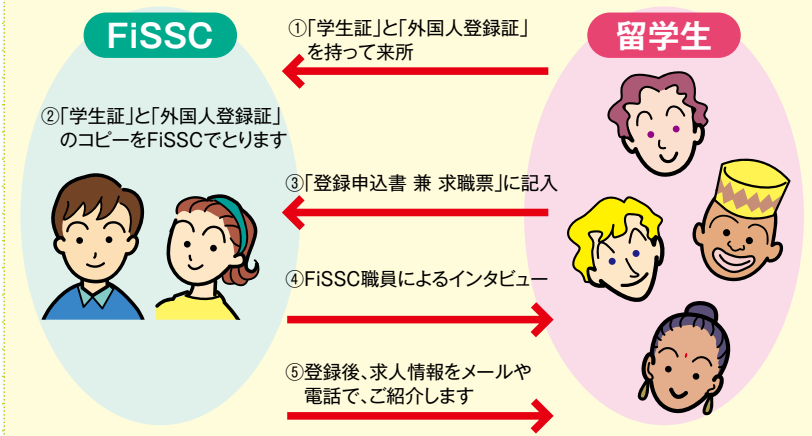 FiSSC
留学生
①「学生証」と「外国人登録証」
を持って来所
②「学生証」と「外国人登録証」
のコピーをFiSSCでとります
③「登録申込書 兼 求職票」に記入
④FiSSC職員によるインタビュー
⑤登録後、求人情報をメールや
電話で、ご紹介します